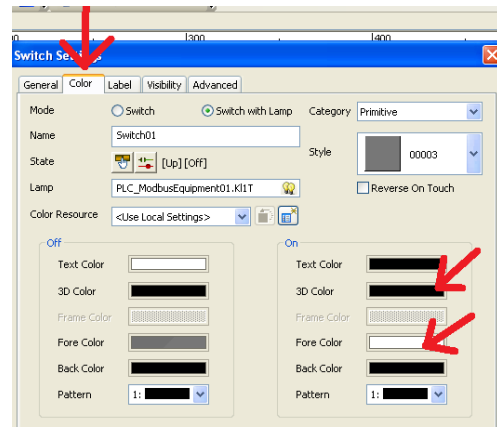 300 400
Switch Settings
General Color Label Visibility Advanced
Mode Switch Switch with Lamp Category Primitive
Name Switch01
Style 00003
State [Up] [Off]
Lamp PLC_ModbusEquipment01.Kl1T Reverse On Touch
Color Resource <Use Local Settings>
Off On
Text Color Text Color
3D Color 3D Color
Frame Color Frame Color
Fore Color Fore Color
Back Color Back Color
Pattern 1: Pattern 1: